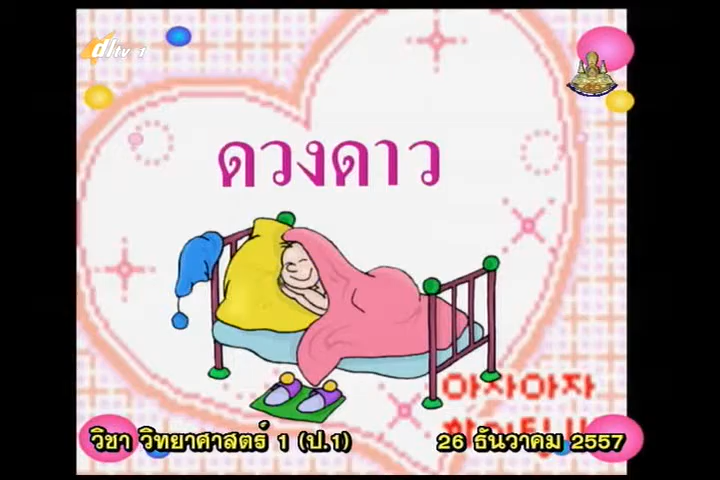 dltv 1
ดวงดาว
아자아자
วิชา วิทยาศาสตร์ 1 (ป.1)
26 ธันวาคม 2557